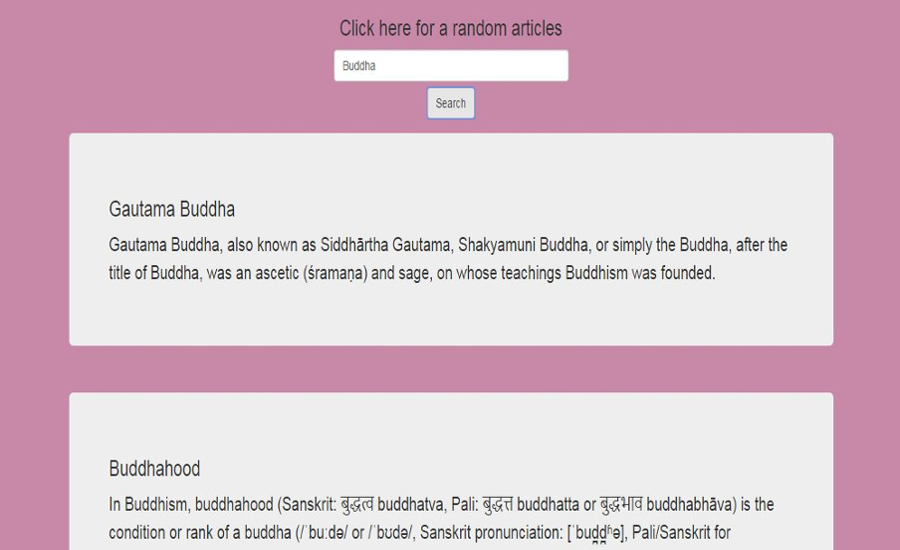 Click here for a random articles
Buddha
Search
Gautama Buddha
Gautama Buddha, also known as Siddhārtha Gautama, Shakyamuni Buddha, or simply the Buddha, after the
title of Buddha, was an ascetic (śramaṇa) and sage, on whose teachings Buddhism was founded.
Buddhahood
In Buddhism, buddhahood (Sanskrit: बुद्धत्व buddhatva, Pali: बुद्धत्त buddhatta or बुद्धभाव buddhabhāva) is the
condition or rank of a buddha (/ˈbuːdə/ or /ˈbʊdə/, Sanskrit pronunciation: [ˈbud̪d̪ʱə], Pali/Sanskrit for